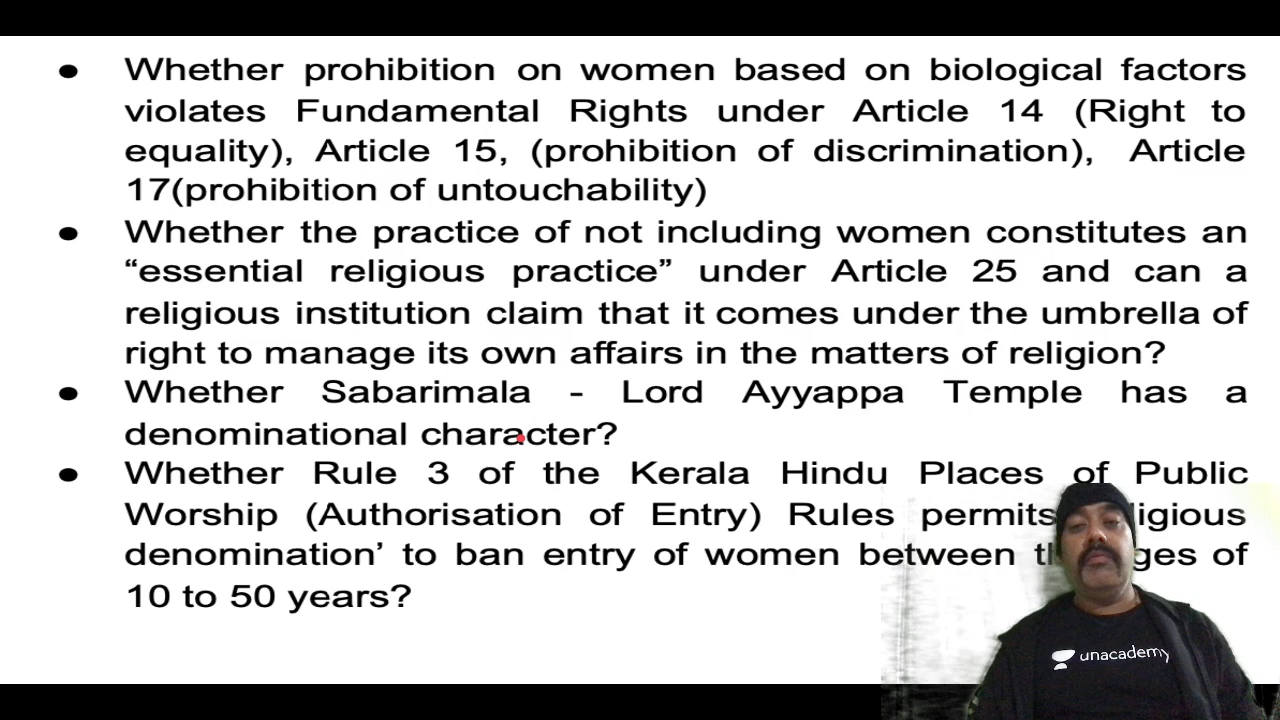 ● Whether prohibition on women based on biological factors
violates Fundamental Rights under Article 14 (Right to
equality), Article 15, (prohibition of discrimination), Article
17(prohibition of untouchability)
● Whether the practice of not including women constitutes an
“essential religious practice” under Article 25 and can a
religious institution claim that it comes under the umbrella of
right to manage its own affairs in the matters of religion?
● Whether Sabarimala - Lord Ayyappa Temple has a
denominational character?
● Whether Rule 3 of the Kerala Hindu Places of Public
Worship (Authorisation of Entry) Rules permits
denomination’ to ban entry of women between of
10 to 50 years?
unacademy